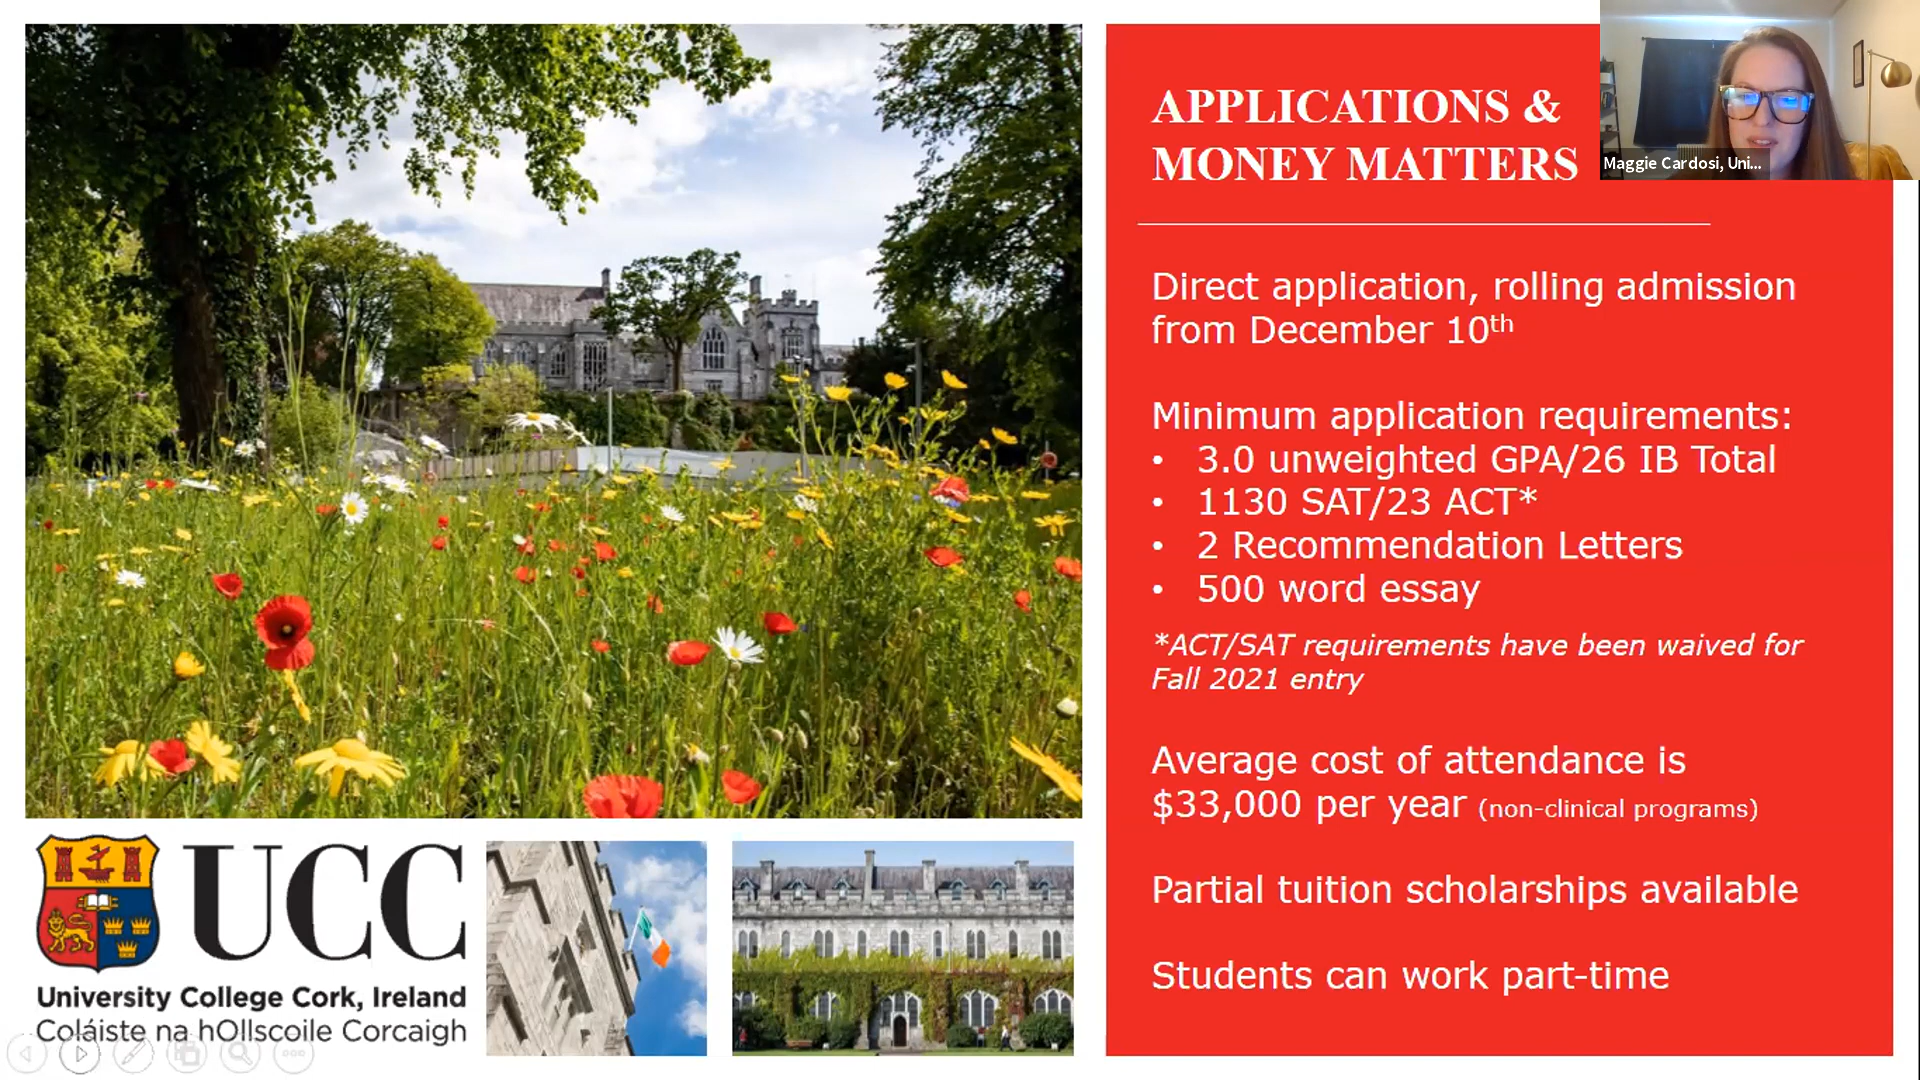 APPLICATIONS &
MONEY MATTERS
Maggie Cardosi, Uni...
Direct application, rolling admission
from December 10th
Minimum application requirements:
• 3.0 unweighted GPA/26 IB Total
• 1130 SAT/23 ACT*
• 2 Recommendation Letters
• 500 word essay
*ACT/SAT requirements have been waived for
Fall 2021 entry
Average cost of attendance is
$33,000 per year (non-clinical programs)
Partial tuition scholarships available
Students can work part-time
UCC
University College Cork, Ireland
Coláiste na hOllscoile Corcaigh